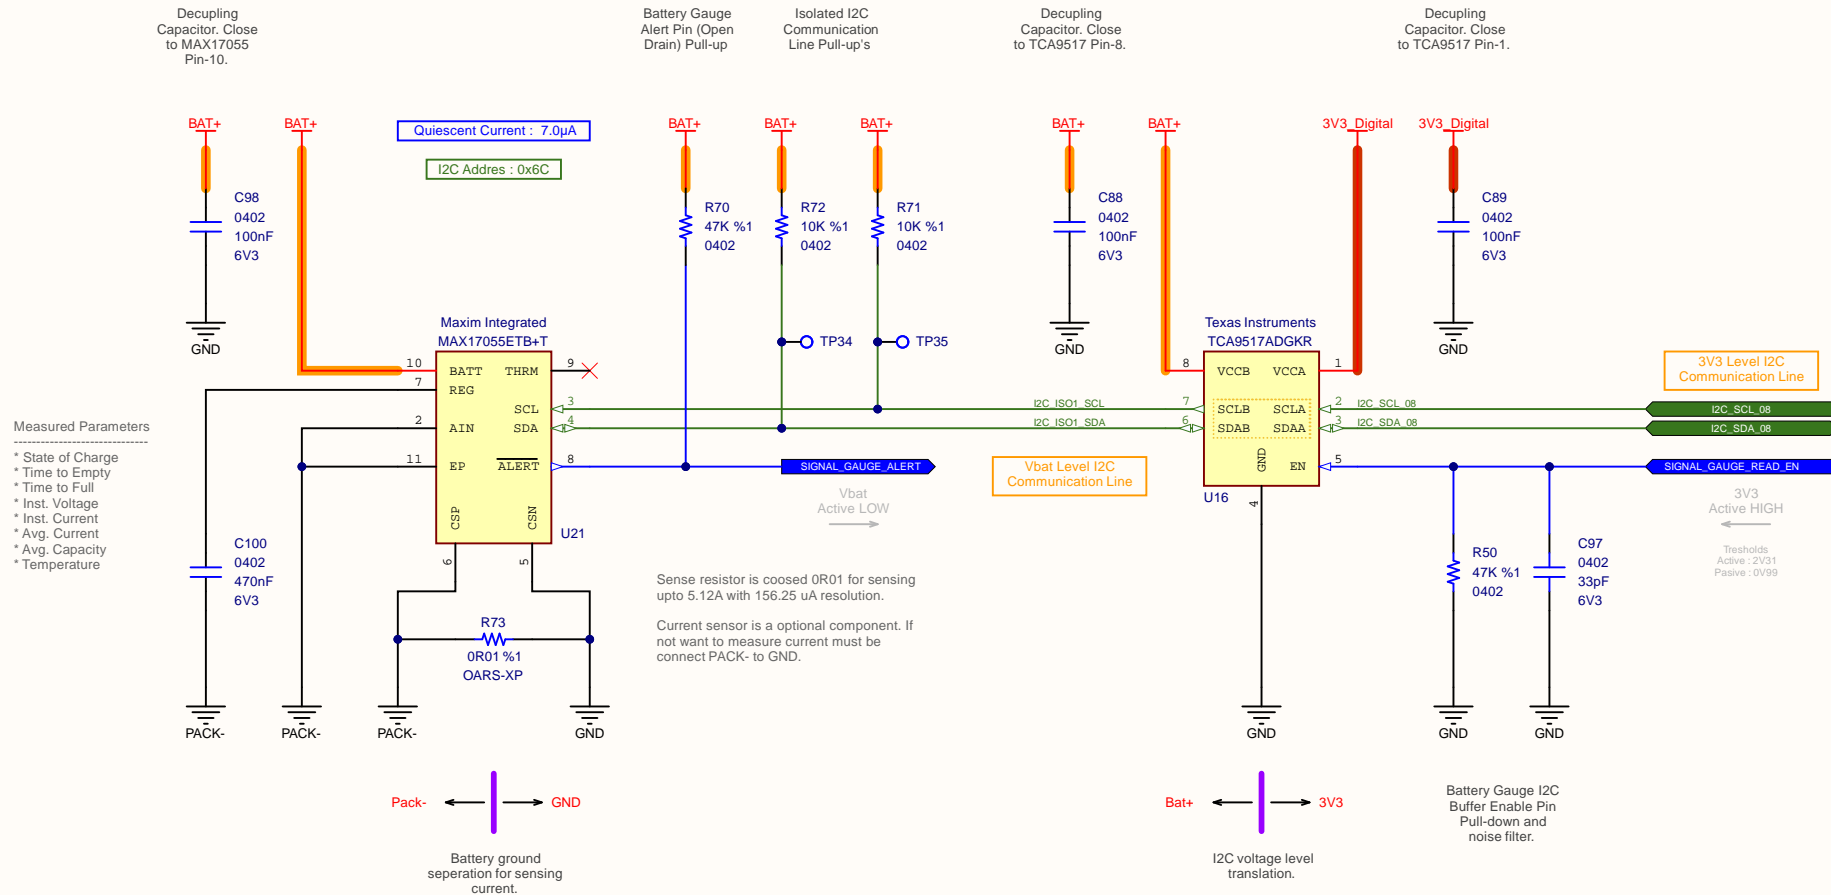 Decupling
Capacitor. Close
to MAX17055
Pin-10.
Battery Gauge
Alert Pin (Open
Drain) Pull-up
Isolated I2C
Communication
Line Pull-up's
Decupling
Capacitor. Close
to TCA9517 Pin-8.
Decupling
Capacitor. Close
to TCA9517 Pin-1.
BAT+
BAT+
Quiescent Current : 7.0µA
I2C Addres : 0x6C
BAT+
BAT+
BAT+
BAT+
BAT+
3V3_Digital
3V3_Digital
C98
0402
100nF
6V3
GND
R70
47K %1
0402
R72
10K %1
0402
R71
10K %1
0402
C88
0402
100nF
6V3
GND
C89
0402
100nF
6V3
GND
TP34
TP35
Maxim Integrated
MAX17055ETB+T
10
BATT
THRM
9
7
REG
SCL
3
2
AIN
SDA
4
11
EP
ALERT
8
CSP
CSN
6
5
U21
I2C_ISO1_SCL
I2C_ISO1_SDA
SIGNAL_GAUGE_ALERT
Vbat
Active LOW
Vbat Level I2C
Communication Line
Texas Instruments
TCA9517ADGKR
8
VCCB
VCCA
1
7
SCLB
SCLA
2
6
SDAB
SDAA
3
GND
EN
5
4
U16
I2C_SCL_08
I2C_SDA_08
3V3 Level I2C
Communication Line
I2C_SCL_08
I2C_SDA_08
SIGNAL_GAUGE_READ_EN
3V3
Active HIGH
Tresholds
Active : 2V31
Pasive : 0V99
Measured Parameters
-------------------------------
* State of Charge
* Time to Empty
* Time to Full
* Inst. Voltage
* Inst. Current
* Avg. Current
* Avg. Capacity
* Temperature
C100
0402
470nF
6V3
R73
0R01 %1
OARS-XP
Sense resistor is coosed 0R01 for sensing
upto 5.12A with 156.25 uA resolution.
Current sensor is a optional component. If
not want to measure current must be
connect PACK- to GND.
R50
47K %1
0402
C97
0402
33pF
6V3
PACK-
PACK-
PACK-
GND
GND
GND
GND
Pack-
GND
Battery ground
seperation for sensing
current.
Bat+
3V3
I2C voltage level
translation.
Battery Gauge I2C
Buffer Enable Pin
Pull-down and
noise filter.